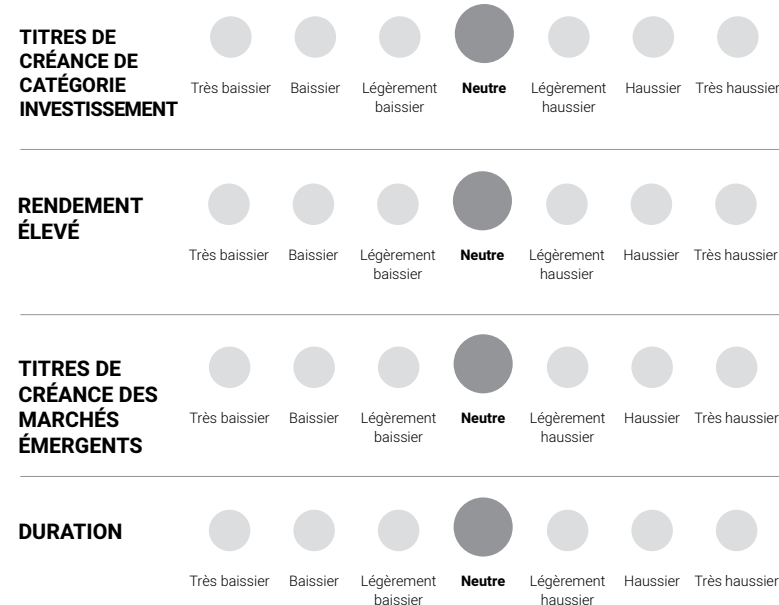 TITRES DE
CRÉANCE DE
CATÉGORIE
INVESTISSEMENT
Très baissier Baissier Légèrement Neutre Légèrement Haussier Très haussier
baissier haussier
RENDEMENT
ÉLEVÉ
Très baissier Baissier Légèrement Neutre Légèrement Haussier Très haussier
baissier haussier
TITRES DE
CRÉANCE DES
MARCHÉS
ÉMERGENTS
Très baissier Baissier Légèrement Neutre Légèrement Haussier Très haussier
baissier haussier
DURATION
Très baissier Baissier Légèrement Neutre Légèrement Haussier Très haussier
baissier haussier